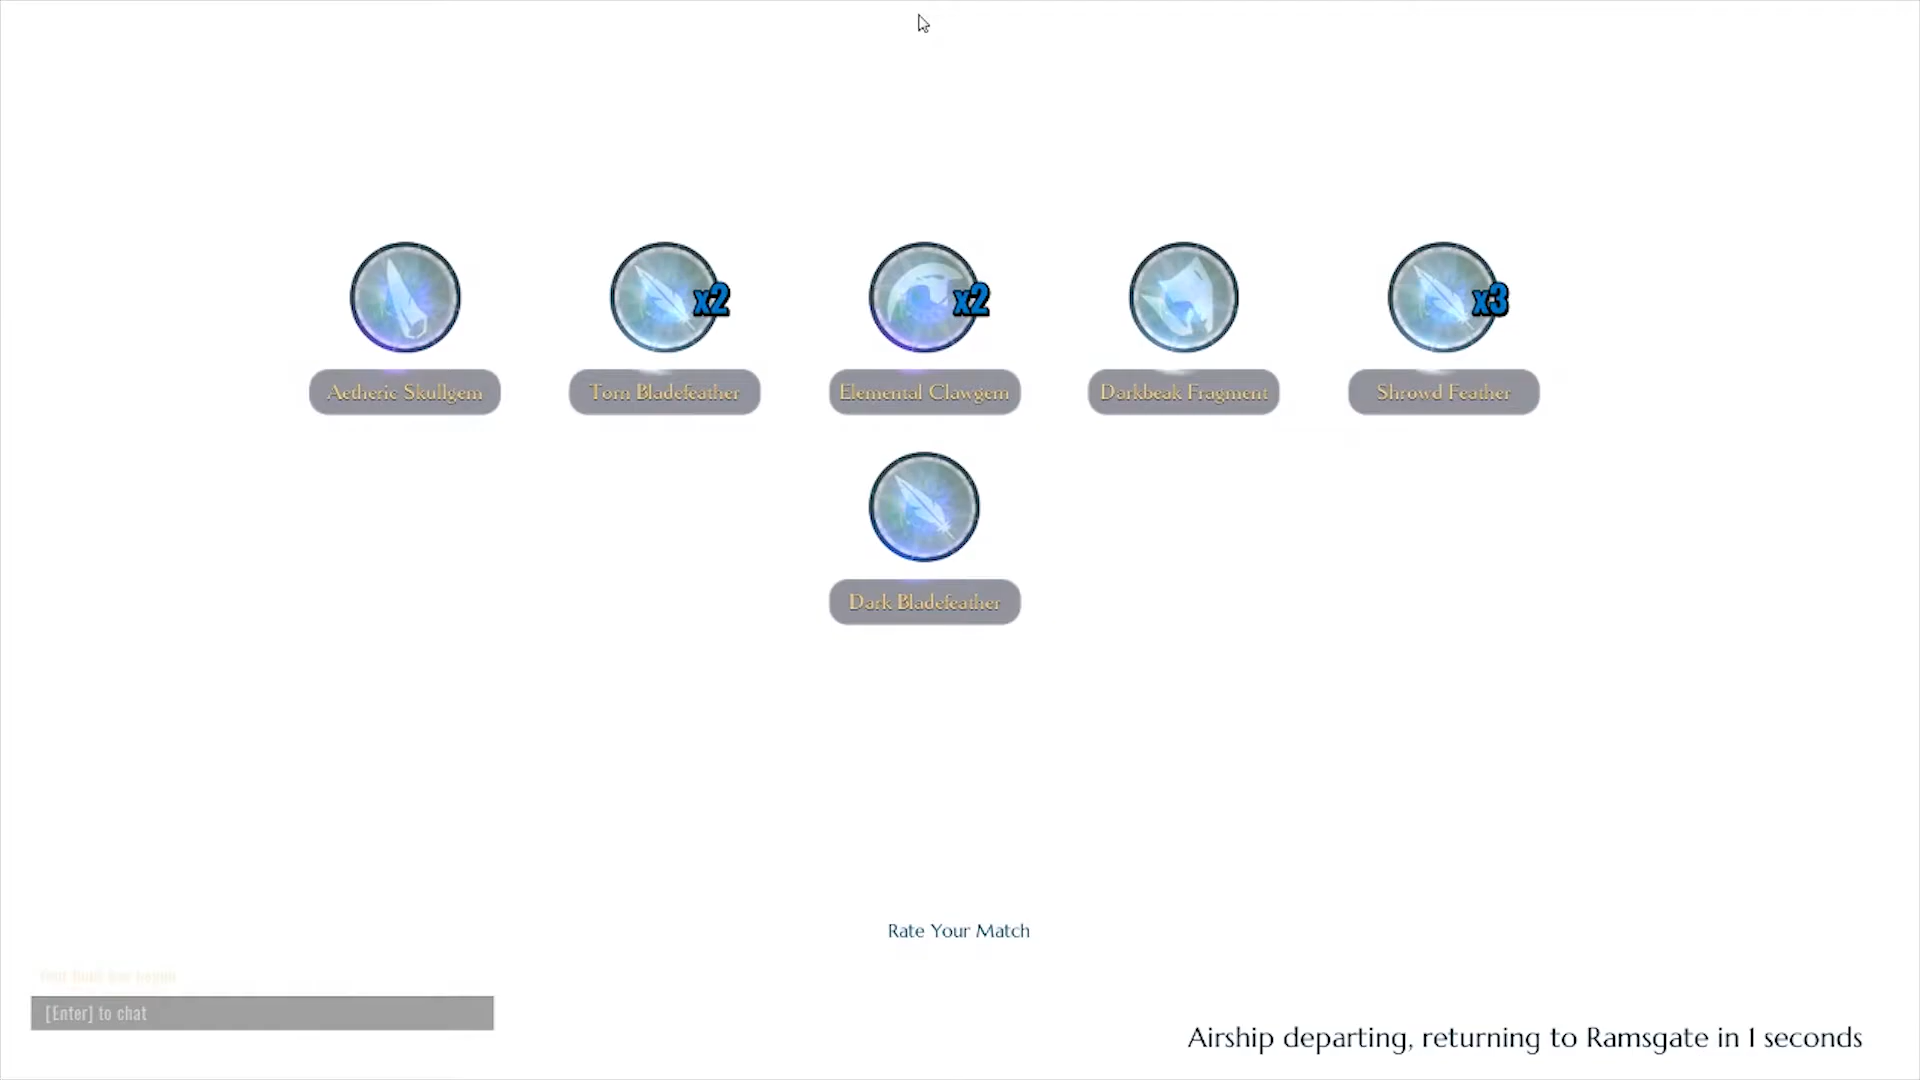 x2
x2
x3
Aetheric Skullgem
Torn Bladefeather
Elemental Clawgem
Darkbeak Fragment
Shrowd Feather
Dark Bladefeather
Rate Your Match
[Enter] to chat
Airship departing, returning to Ramsgate in 1 seconds